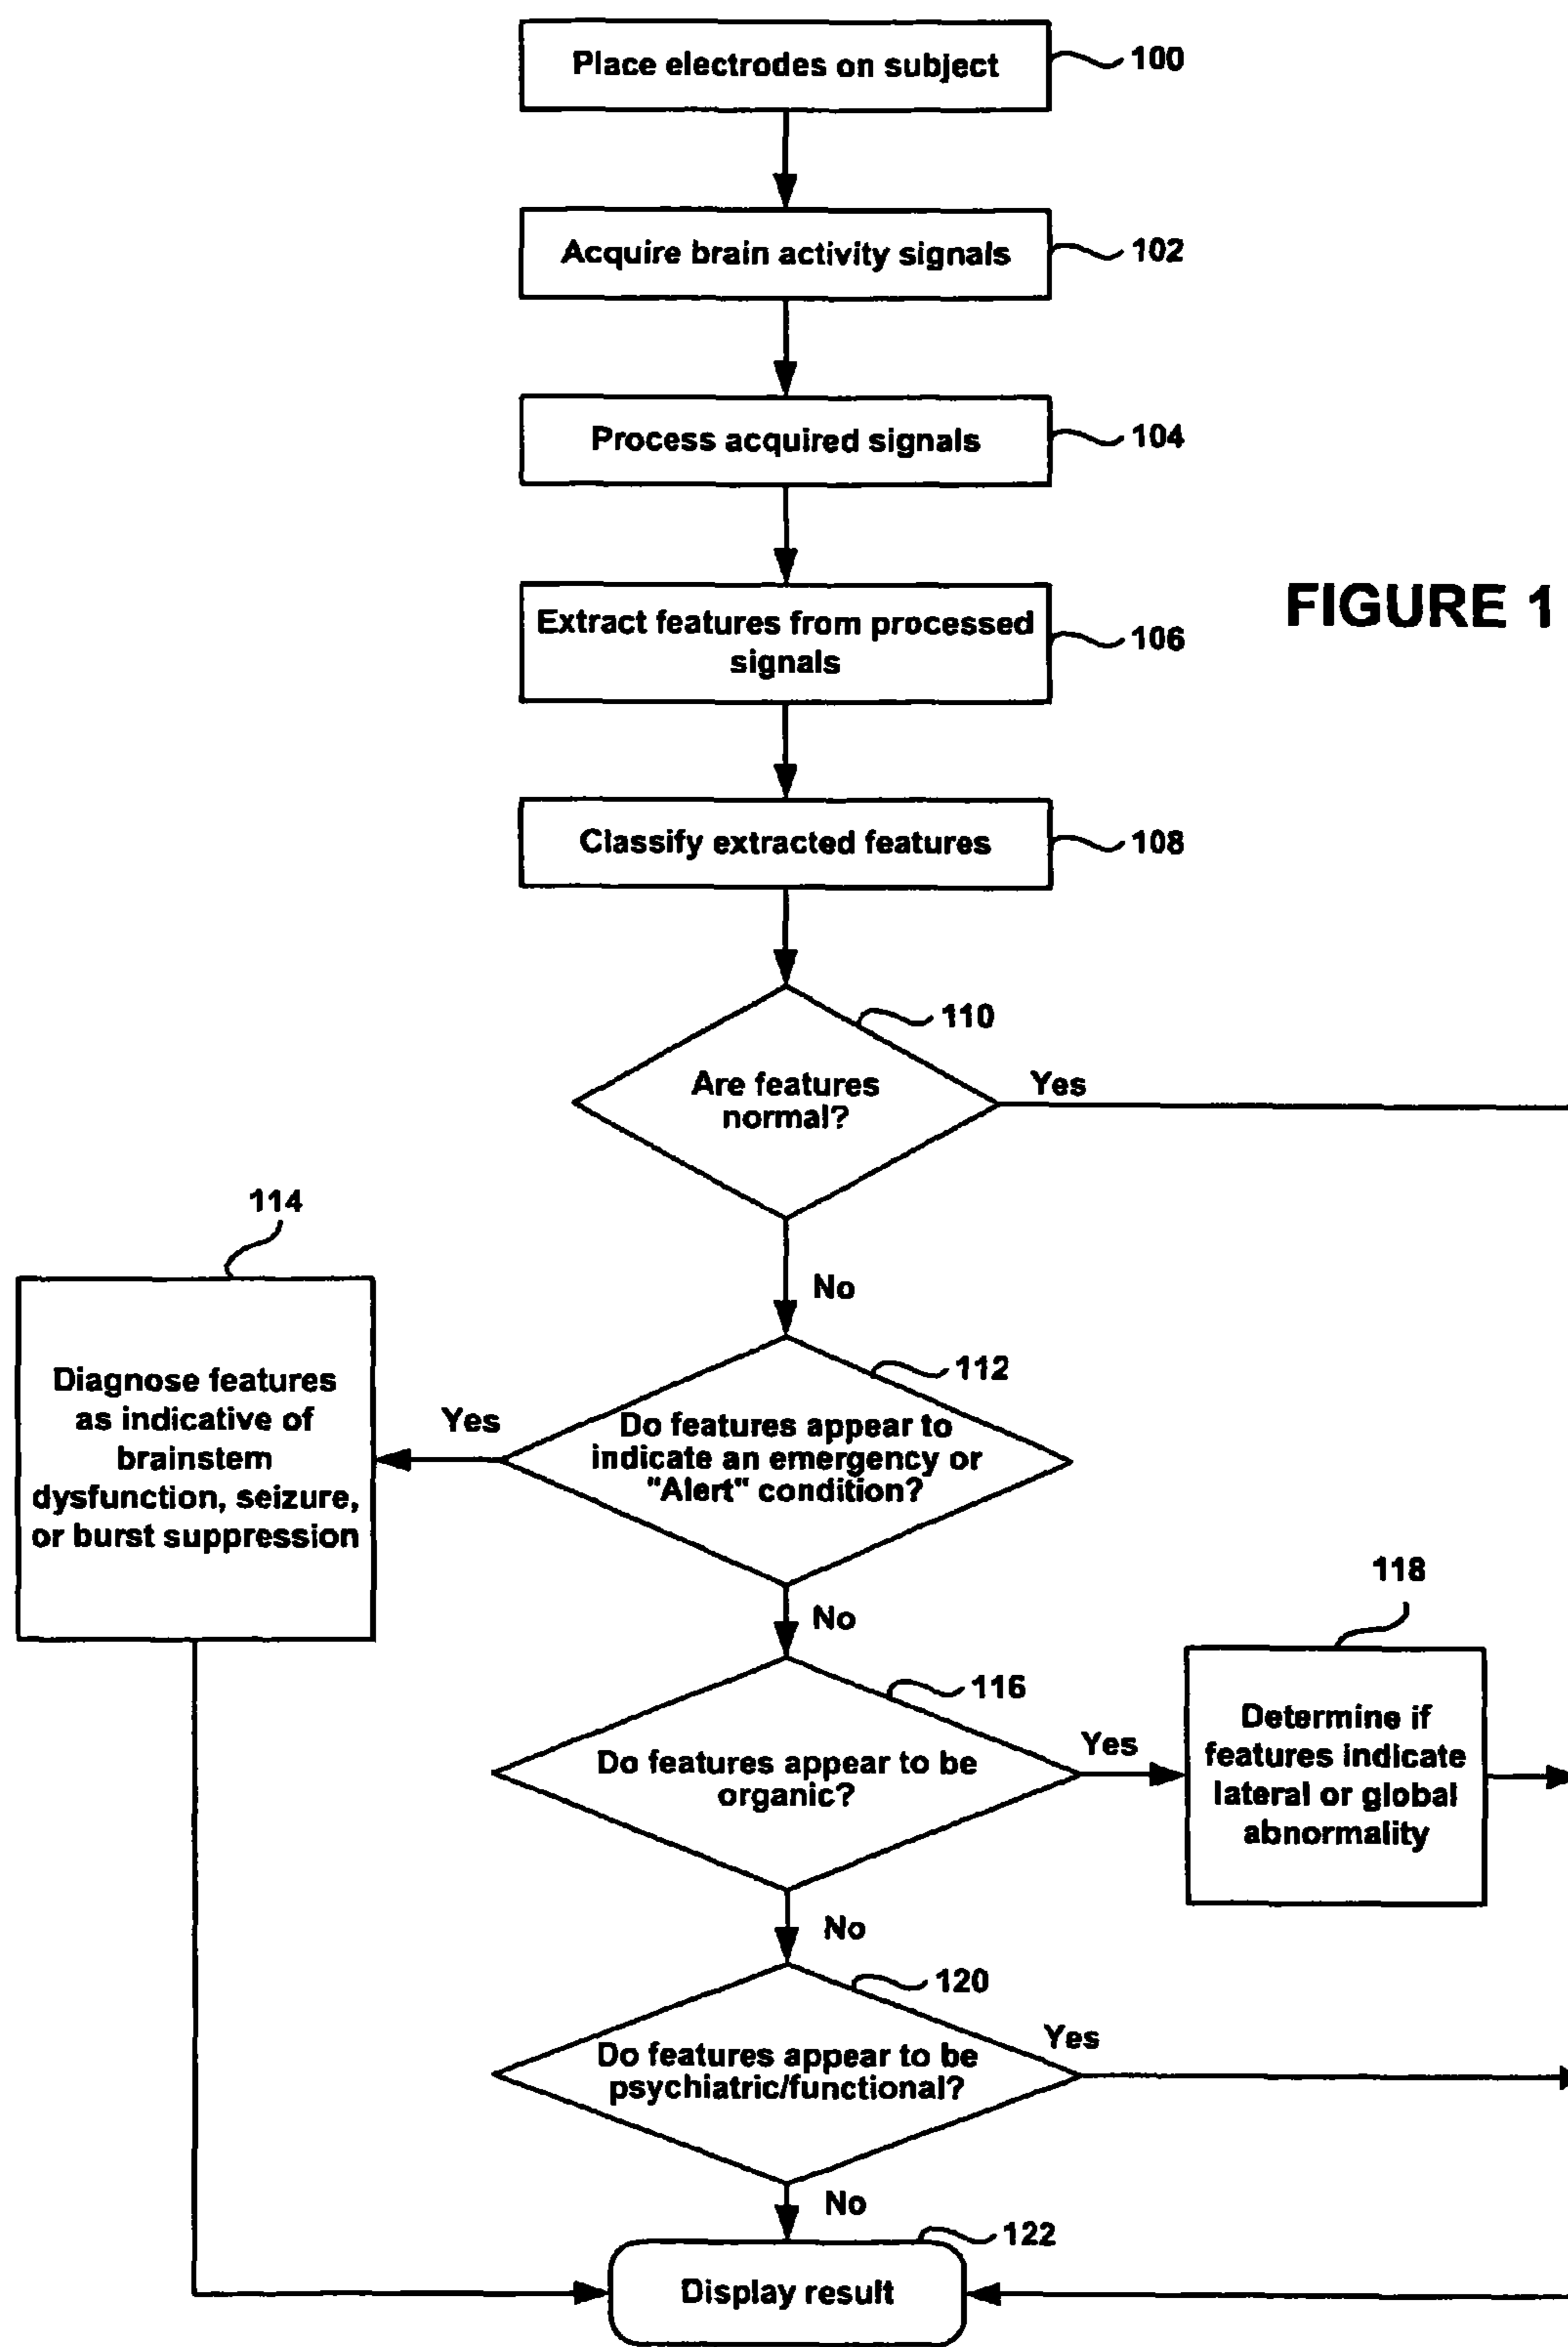 Place electrodes on subject
100
Acquire brain activity signals
102
Process acquired signals
104
FIGURE 1
Extract features from processed
signals
106
Classify extracted features
108
110
Are features
normal?
Yes
No
114
Diagnose features
as indicative of
brainstem
dysfunction, seizure,
or burst suppression
Yes
112
Do features appear to
indicate an emergency or
"Alert" condition?
No
116
Do features appear to be
organic?
Yes
118
Determine if
features indicate
lateral or global
abnormality
No
120
Do features appear to be
psychiatric/functional?
Yes
No
122
Display result